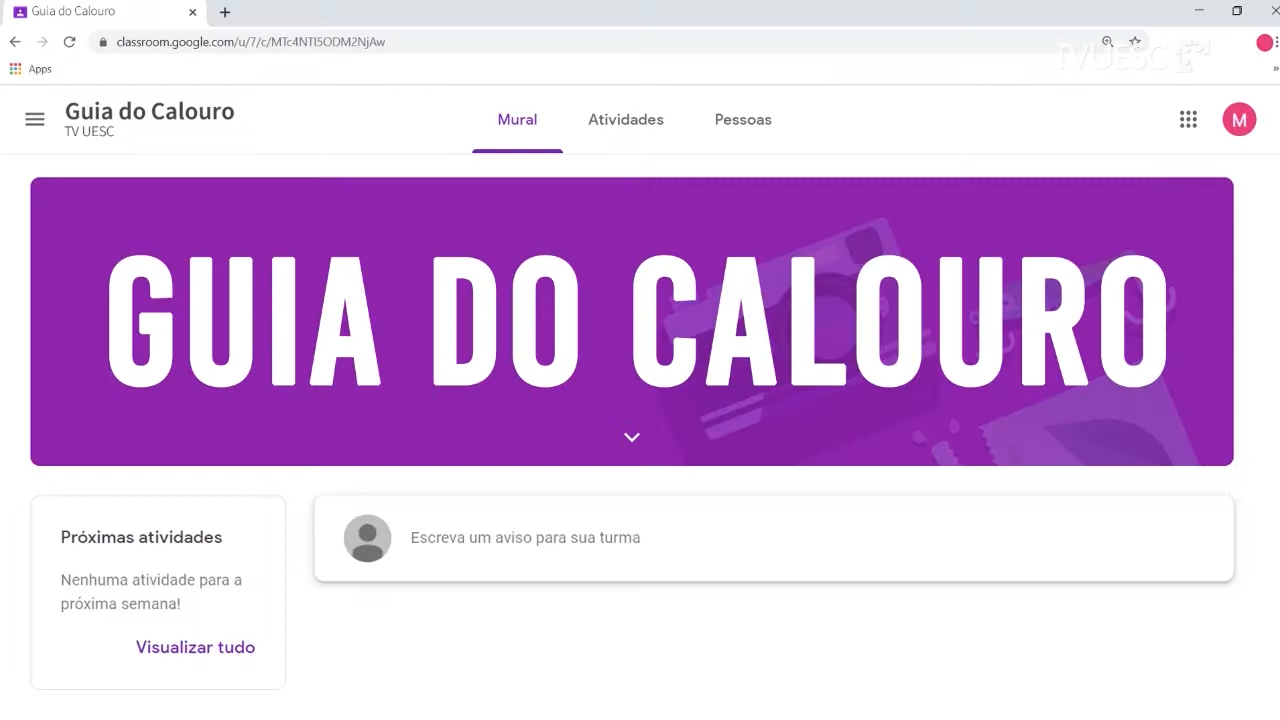 Guia do Calouro
classroom.google.com/u/7/c/MTc4NTI5ODM2NjAw
TVUESC
Apps
»
Guia do Calouro
TV UESC
Mural
Atividades
Pessoas
M
GUIA DO CALOURO
Próximas atividades
Nenhuma atividade para a
próxima semana!
Visualizar tudo
Escreva um aviso para sua turma